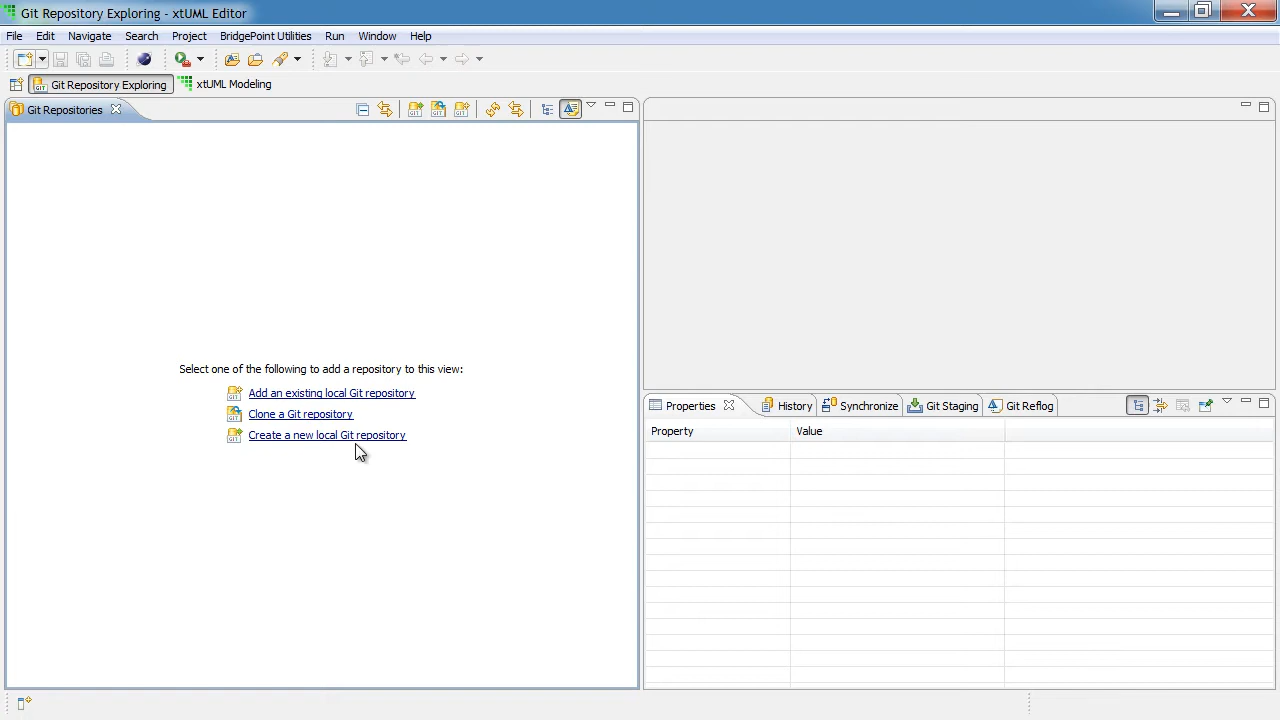 Git Repository Exploring - xtUML Editor
File Edit Navigate Search Project BridgePoint Utilities Run Window Help
Git Repository Exploring xtUML Modeling
Git Repositories
Select one of the following to add a repository to this view:
Add an existing local Git repository
Clone a Git repository
Create a new local Git repository
Properties History Synchronize Git Staging Git Reflog
Property Value